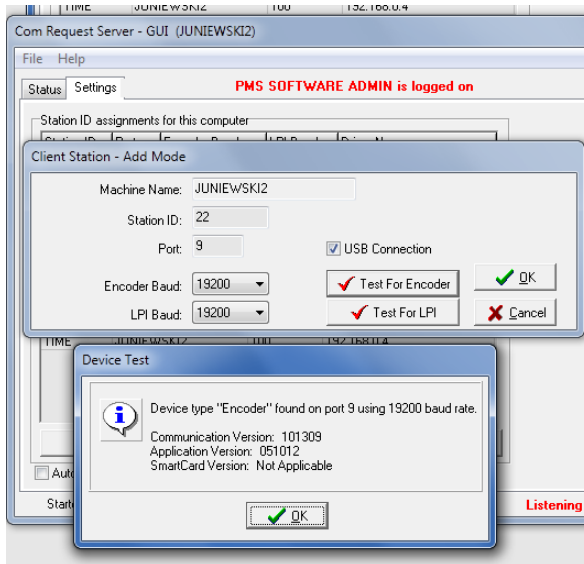 TIME JUNIEWSKI2 100 192.168.0.4
Com Request Server - GUI (JUNIEWSKI2)
File Help
Status Settings PMS SOFTWARE ADMIN is logged on
Station ID assignments for this computer
Client Station - Add Mode
Machine Name: JUNIEWSKI2
Station ID: 22
Port: 9 USB Connection
Encoder Baud: 19200 Test For Encoder OK
LPI Baud: 19200 Test For LPI Cancel
TIME JUNIEWSKI2 100 192.168.0.4
Device Test
Device type "Encoder" found on port 9 using 19200 baud rate.
Communication Version: 101309
Application Version: 051012
SmartCard Version: Not Applicable
Auto
OK
Starte Listening